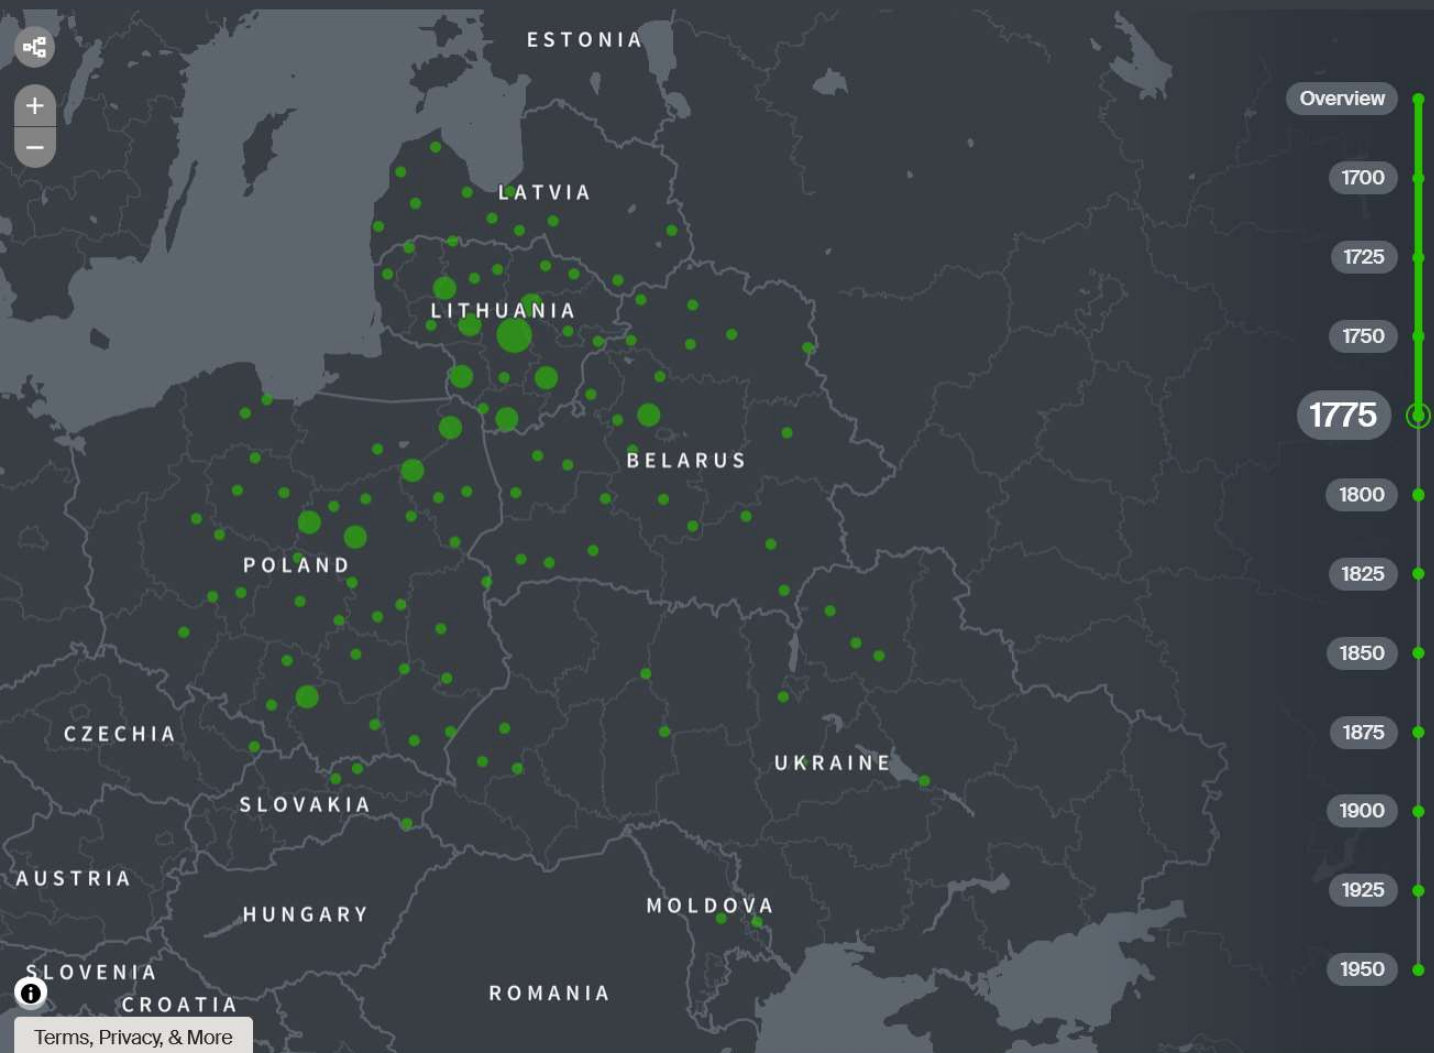 ESTONIA
+
−
Overview
1700
LATVIA
1725
LITHUANIA
1750
1775
BELARUS
1800
POLAND
1825
1850
CZECHIA
1875
UKRAINE
SLOVAKIA
1900
AUSTRIA
1925
MOLDOVA
HUNGARY
SLOVENIA
1950
ROMANIA
CROATIA
Terms, Privacy, & More